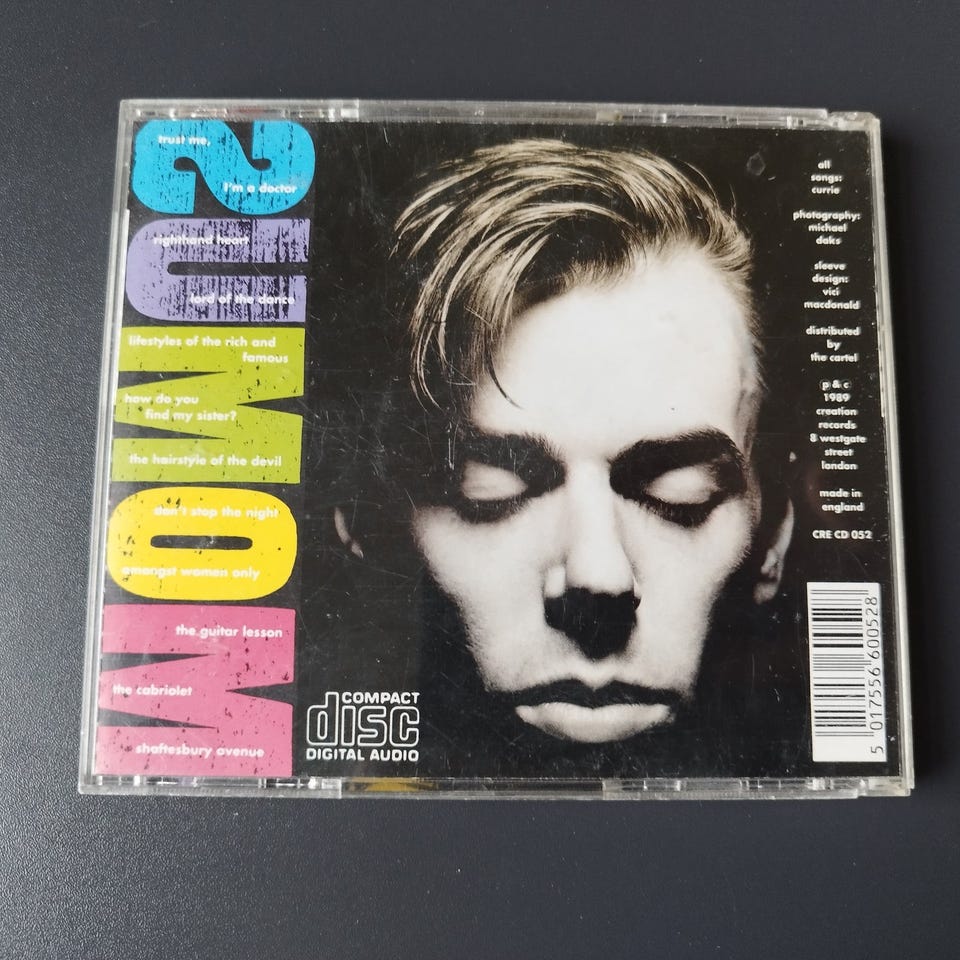 MOMUS
trust me,
I'm a doctor
righthand heart
lord of the dance
lifestyles of the rich and
famous
how do you
find my sister?
the hairstyle of the devil
don't stop the night
amongst women only
the guitar lesson
the cabriolet
shaftesbury avenue
COMPACT
disc
DIGITAL AUDIO
all
songs:
currie
photography:
michael
daks
sleeve
design:
vici
macdonald
distributed
by
the cartel
p & c
1989
creation
records
8 westgate
street
london
made in
england
CRE CD 052
5 017556 600528